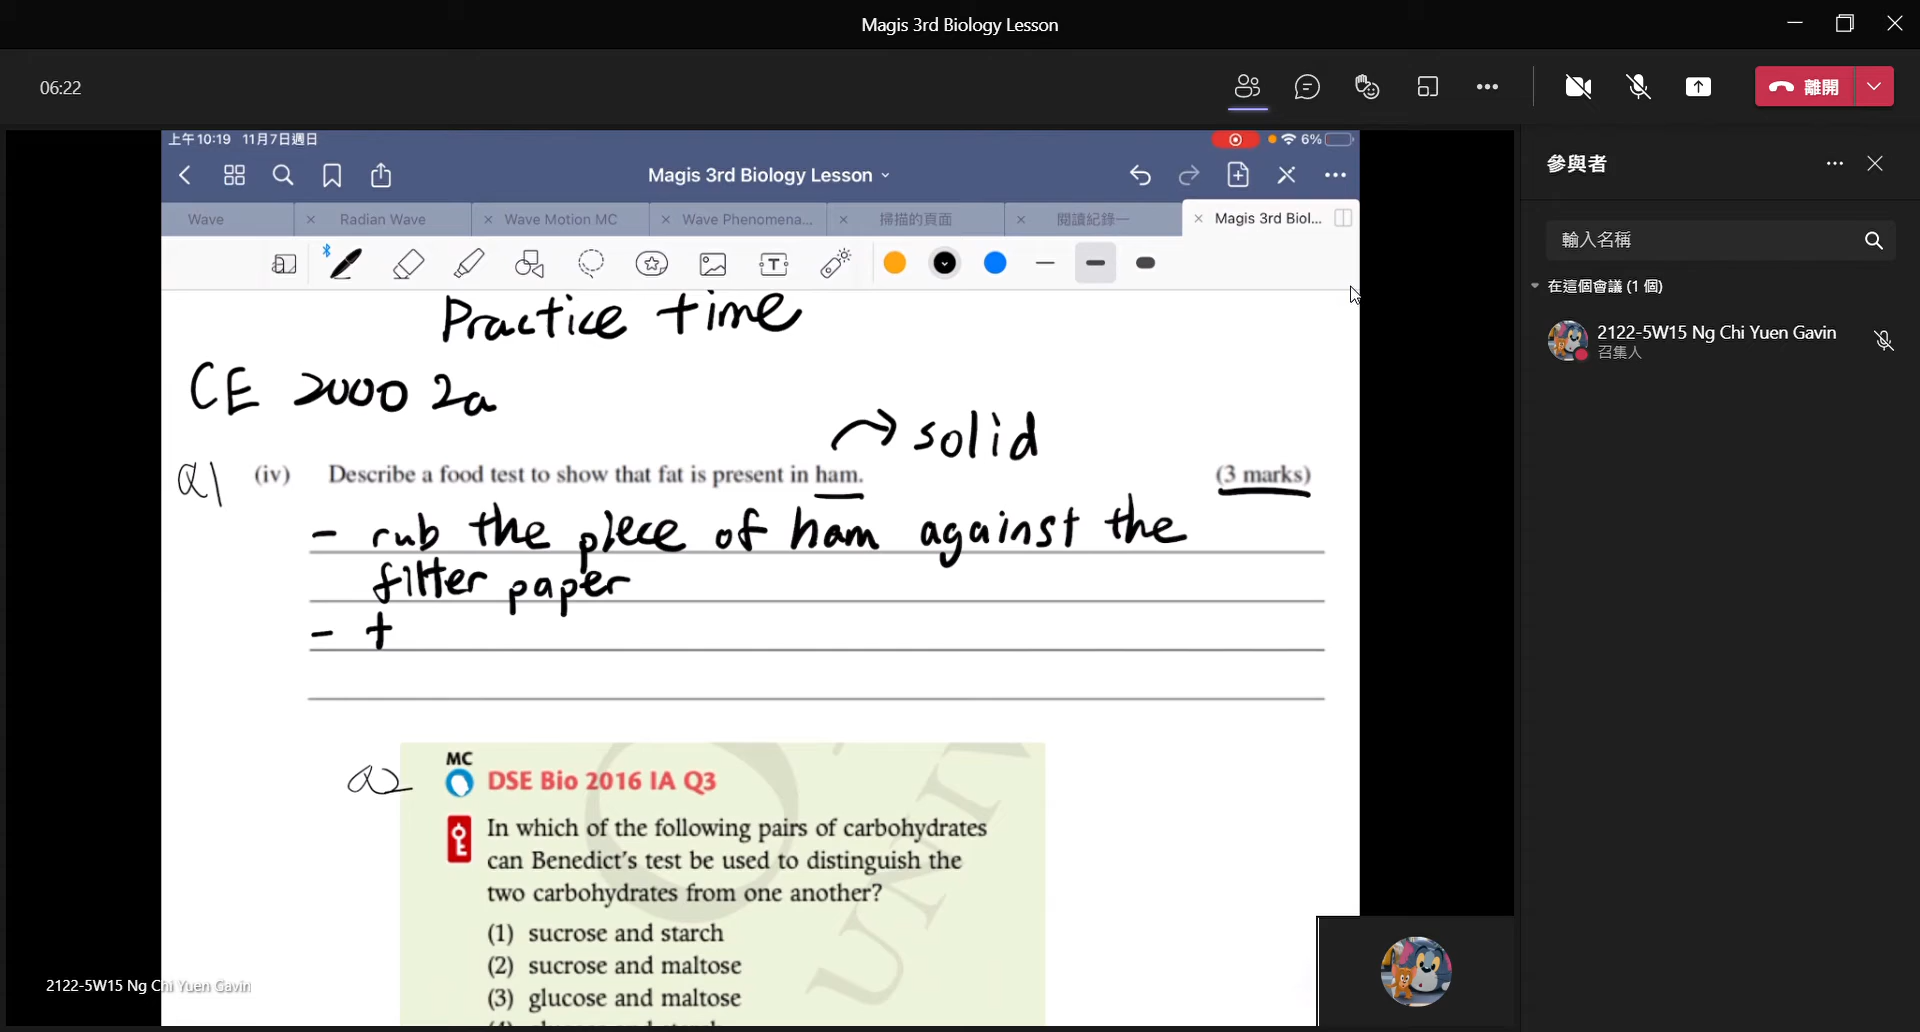 Magis 3rd Biology Lesson
06:22
離開
上午10:19 11月7日週日
6%
Magis 3rd Biology Lesson
Wave
Radian Wave
Wave Motion MC
Wave Phenomena...
掃描的頁面
閱讀紀錄一
Magis 3rd Biol...
Practice time
CE 2000 2a
solid
Q1 (iv) Describe a food test to show that fat is present in ham. (3 marks)
- rub the piece of ham against the
filter paper
- t
Q2
MC
DSE Bio 2016 IA Q3
In which of the following pairs of carbohydrates
can Benedict's test be used to distinguish the
two carbohydrates from one another?
(1) sucrose and starch
(2) sucrose and maltose
(3) glucose and maltose
2122-5W15 Ng Chi Yuen Gavin
參與者
輸入名稱
在這個會議 (1 個)
2122-5W15 Ng Chi Yuen Gavin
召集人